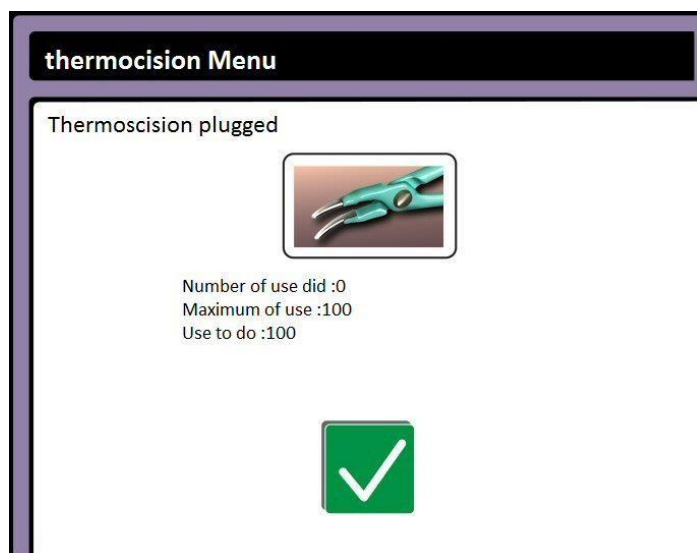 thermocision Menu
Thermoscision plugged
Number of use did :0
Maximum of use :100
Use to do :100